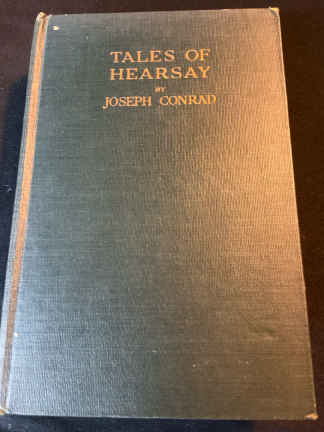 TALES OF
HEARSAY
BY
JOSEPH CONRAD